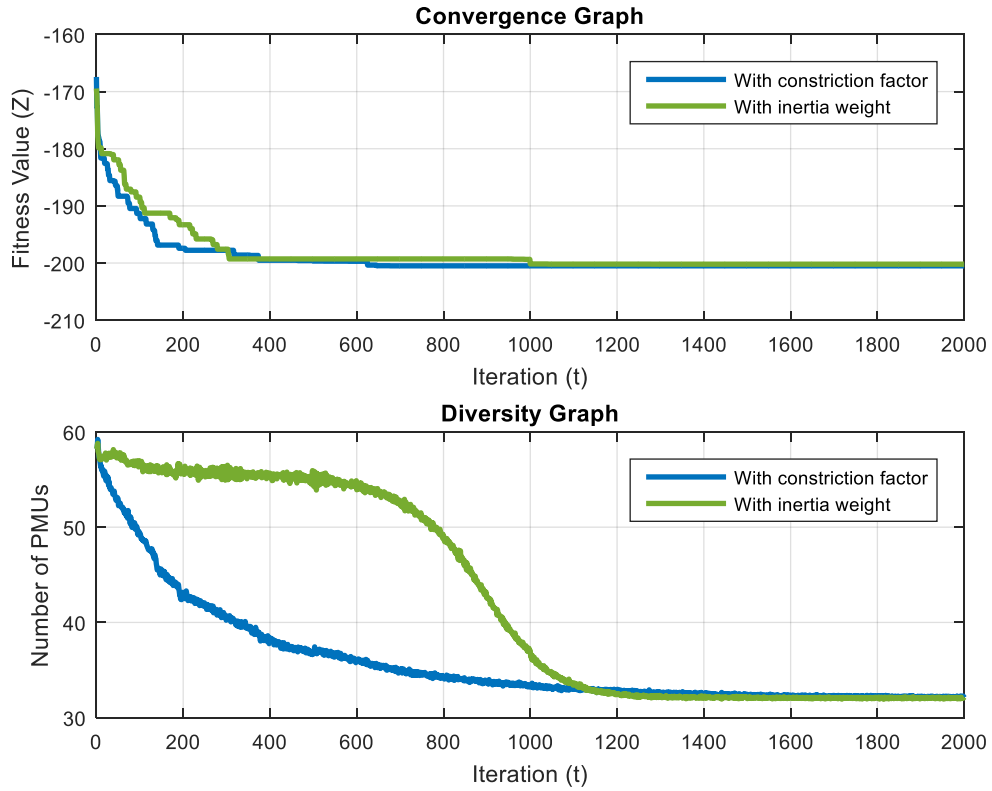 Convergence Graph
Fitness Value (Z)
-160
-170
-180
-190
-200
-210
With constriction factor
With inertia weight
0 200 400 600 800 1000 1200 1400 1600 1800 2000
Iteration (t)
Diversity Graph
Number of PMUs
60
50
40
30
With constriction factor
With inertia weight
0 200 400 600 800 1000 1200 1400 1600 1800 2000
Iteration (t)